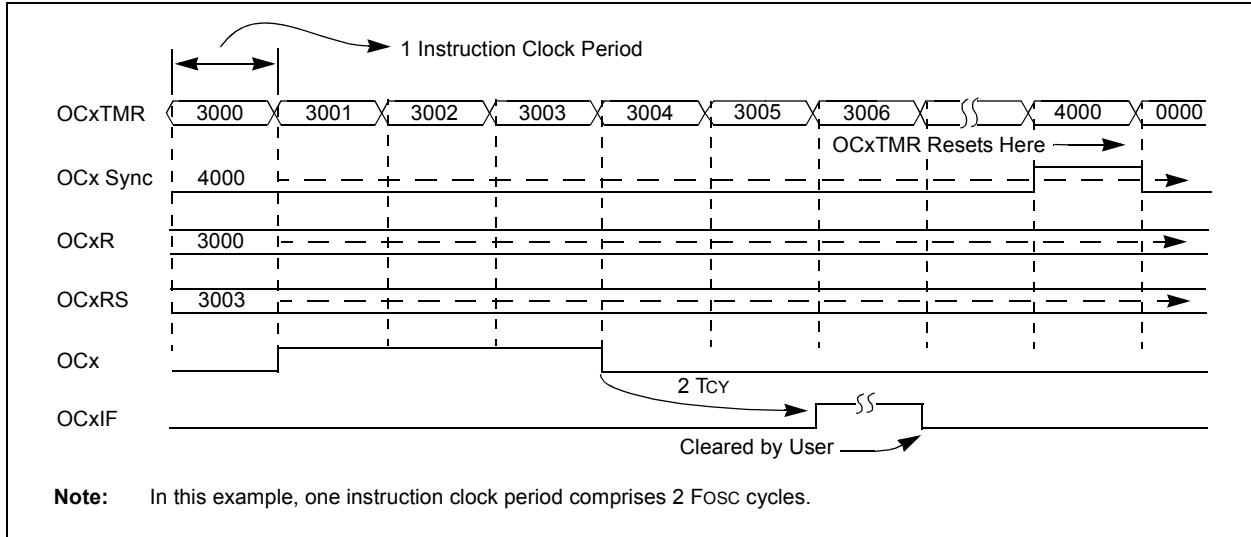 1 Instruction Clock Period
OCxTMR 3000 3001 3002 3003 3004 3005 3006 4000 0000
OCxTMR Resets Here
OCx Sync 4000
OCxR 3000
OCxRS 3003
OCx
2 TCY
OCxIF
Cleared by User
Note: In this example, one instruction clock period comprises 2 FOSC cycles.